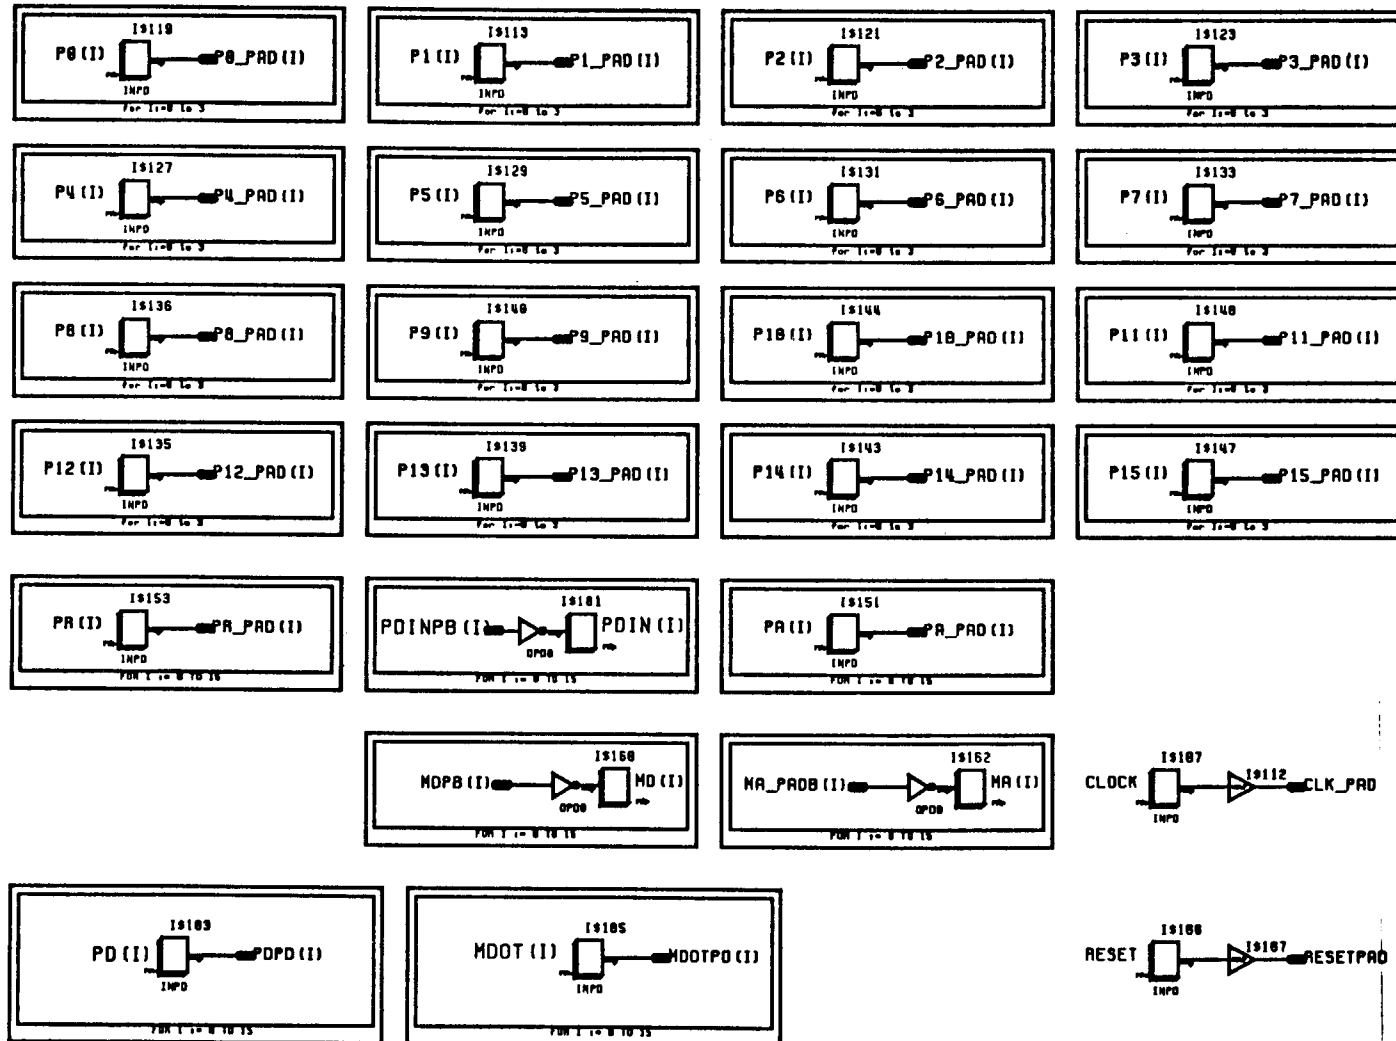 I$119
P0(I) P0_PAD(I)
INPD
For I:=0 to 3
I$113
P1(I) P1_PAD(I)
INPD
For I:=0 to 3
I$121
P2(I) P2_PAD(I)
INPD
For I:=0 to 3
I$123
P3(I) P3_PAD(I)
INPD
For I:=0 to 3
I$127
P4(I) P4_PAD(I)
INPD
For I:=0 to 3
I$129
P5(I) P5_PAD(I)
INPD
For I:=0 to 3
I$131
P6(I) P6_PAD(I)
INPD
For I:=0 to 3
I$133
P7(I) P7_PAD(I)
INPD
For I:=0 to 3
I$136
P8(I) P8_PAD(I)
INPD
For I:=0 to 3
I$140
P9(I) P9_PAD(I)
INPD
For I:=0 to 3
I$144
P10(I) P10_PAD(I)
INPD
For I:=0 to 3
I$148
P11(I) P11_PAD(I)
INPD
For I:=0 to 3
I$135
P12(I) P12_PAD(I)
INPD
For I:=0 to 3
I$139
P13(I) P13_PAD(I)
INPD
For I:=0 to 3
I$143
P14(I) P14_PAD(I)
INPD
For I:=0 to 3
I$147
P15(I) P15_PAD(I)
INPD
For I:=0 to 3
I$153
PR(I) PR_PAD(I)
INPD
FOR I := 0 TO 15
I$181
PDINPB(I) PDIN(I)
OPD8
FOR I := 0 TO 15
I$151
PA(I) PA_PAD(I)
INPD
FOR I := 0 TO 15
I$160
MDPB(I) MD(I)
OPD8
FOR I := 0 TO 15
I$162
MA_PADB(I) MA(I)
OPD8
FOR I := 0 TO 15
I$187
CLOCK I$112 CLK_PAD
INPD
I$183
PD(I) PDPD(I)
INPD
FOR I := 0 TO 15
I$185
MDOT(I) MDOTPD(I)
INPD
FOR I := 0 TO 15
I$186
RESET I$167 RESETPAD
INPD